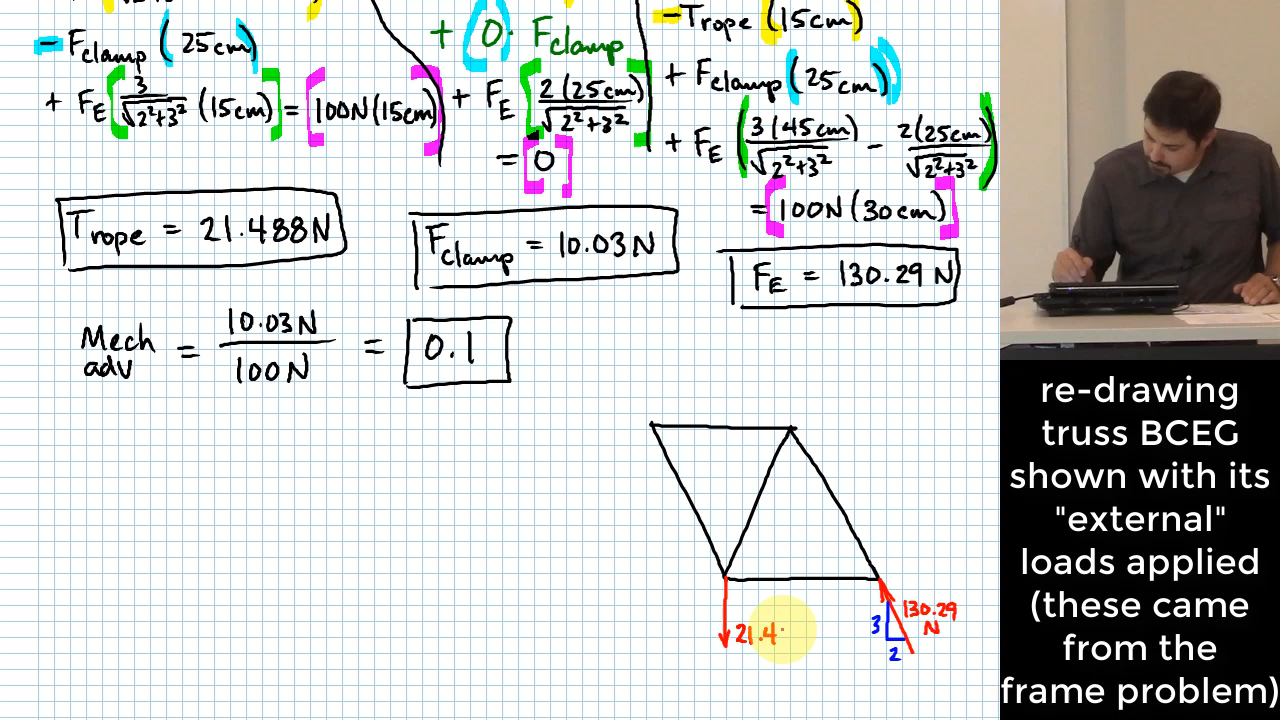 - F_clamp (25cm)
+ F_E [3/√(2²+3²) (15cm)] = [100N(15cm)]
+ 0 · F_clamp
+ F_E [2(25cm)/√(2²+3²)]
= [0]
- T_rope (15cm)
+ F_clamp (25cm)
+ F_E (3(45cm)/√(2²+3²) - 2(25cm)/√(2²+3²))
= [100N(30cm)]
T_rope = 21.488N
F_clamp = 10.03N
F_E = 130.29 N
Mech adv = 10.03N/100N = 0.1
21.4
3
2
130.29
N
re-drawing
truss BCEG
shown with its
"external"
loads applied
(these came
from the
frame problem)